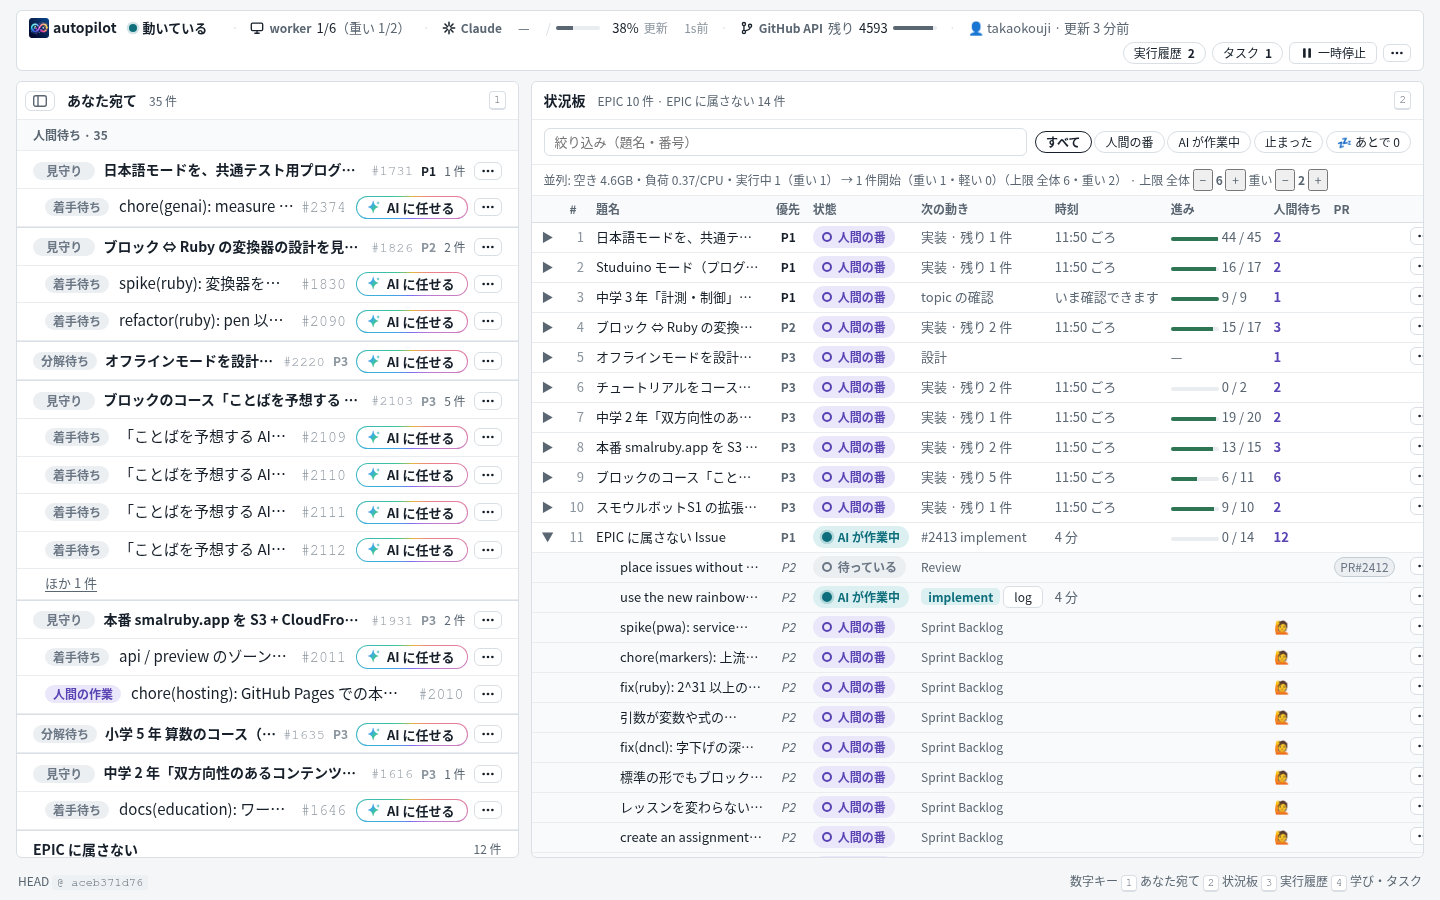 autopilot 動いている · worker 1/6（重い 1/2） · Claude — / 38% 更新 1s前 · GitHub API 残り 4593 · 👤 takaokouji · 更新 3 分前
実行履歴 2 タスク 1 一時停止 •••
あなた宛て 35 件 1
人間待ち · 35
見守り 日本語モードを、共通テスト用プログ… #1731 P1 1 件 •••
着手待ち chore(genai): measure … #2374 AI に任せる •••
見守り ブロック ⇔ Ruby の変換器の設計を見… #1826 P2 2 件 •••
着手待ち spike(ruby): 変換器を… #1830 AI に任せる •••
着手待ち refactor(ruby): pen 以… #2090 AI に任せる •••
分解待ち オフラインモードを設計… #2220 P3 AI に任せる •••
見守り ブロックのコース「ことばを予想する … #2103 P3 5 件 •••
着手待ち 「ことばを予想する AI… #2109 AI に任せる •••
着手待ち 「ことばを予想する AI… #2110 AI に任せる •••
着手待ち 「ことばを予想する AI… #2111 AI に任せる •••
着手待ち 「ことばを予想する AI… #2112 AI に任せる •••
ほか 1 件
見守り 本番 smalruby.app を S3 + CloudFro… #1931 P3 2 件 •••
着手待ち api / preview のゾーン… #2011 AI に任せる •••
人間の作業 chore(hosting): GitHub Pages での本… #2010 •••
分解待ち 小学 5 年 算数のコース（… #1635 P3 AI に任せる •••
見守り 中学 2 年「双方向性のあるコンテンツ… #1616 P3 1 件 •••
着手待ち docs(education): ワー… #1646 AI に任せる •••
EPIC に属さない 12 件
状況板 EPIC 10 件 · EPIC に属さない 14 件 2
絞り込み（題名・番号） すべて 人間の番 AI が作業中 止まった 💤 あとで 0
並列: 空き 4.6GB・負荷 0.37/CPU・実行中 1（重い 1）→ 1 件開始（重い 1・軽い 0）（上限 全体 6・重い 2） · 上限 全体 − 6 + 重い − 2 +
# 題名 優先 状態 次の動き 時刻 進み 人間待ち PR
▶ 1 日本語モードを、共通テ… P1 人間の番 実装 · 残り 1 件 11:50 ごろ 44 / 45 2
▶ 2 Studuino モード（プログ… P1 人間の番 実装 · 残り 1 件 11:50 ごろ 16 / 17 2
▶ 3 中学 3 年「計測・制御」… P1 人間の番 topic の確認 いま確認できます 9 / 9 1
▶ 4 ブロック ⇔ Ruby の変換… P2 人間の番 実装 · 残り 2 件 11:50 ごろ 15 / 17 3
▶ 5 オフラインモードを設計… P3 人間の番 設計 — 1
▶ 6 チュートリアルをコース… P3 人間の番 実装 · 残り 2 件 11:50 ごろ 0 / 2 2
▶ 7 中学 2 年「双方向性のあ… P3 人間の番 実装 · 残り 1 件 11:50 ごろ 19 / 20 2
▶ 8 本番 smalruby.app を S3 … P3 人間の番 実装 · 残り 2 件 11:50 ごろ 13 / 15 3
▶ 9 ブロックのコース「こと… P3 人間の番 実装 · 残り 5 件 11:50 ごろ 6 / 11 6
▶ 10 スモウルボットS1 の拡張… P3 人間の番 実装 · 残り 1 件 11:50 ごろ 9 / 10 2
▼ 11 EPIC に属さない Issue P1 AI が作業中 #2413 implement 4 分 0 / 14 12
place issues without … P2 待っている Review PR#2412
use the new rainbow… P2 AI が作業中 implement log 4 分
spike(pwa): service… P2 人間の番 Sprint Backlog 🙋
chore(markers): 上流… P2 人間の番 Sprint Backlog 🙋
fix(ruby): 2^31 以上の… P2 人間の番 Sprint Backlog 🙋
引数が変数や式の… P2 人間の番 Sprint Backlog 🙋
fix(dncl): 字下げの深… P2 人間の番 Sprint Backlog 🙋
標準の形でもブロック… P2 人間の番 Sprint Backlog 🙋
レッスンを変わらない… P2 人間の番 Sprint Backlog 🙋
create an assignment… P2 人間の番 Sprint Backlog 🙋
HEAD @ aceb371d76
数字キー 1 あなた宛て 2 状況板 3 実行履歴 4 学び・タスク